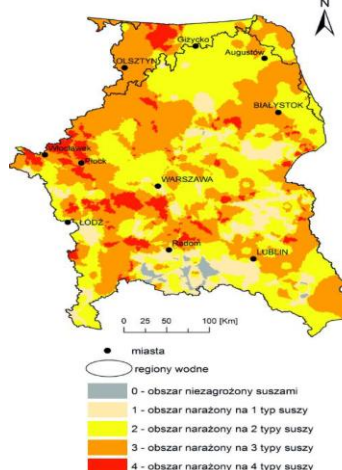 N
Giżycko
Augustów
OLSZTYN
BIAŁYSTOK
Włocławek
Płock
WARSZAWA
ŁÓDŹ
Radom
LUBLIN
0 25 50 100 [Km]
miasta
regiony wodne
0 - obszar niezagrożony suszami
1 - obszar narażony na 1 typ suszy
2 - obszar narażony na 2 typy suszy
3 - obszar narażony na 3 typy suszy
4 - obszar narażony na 4 typy suszy